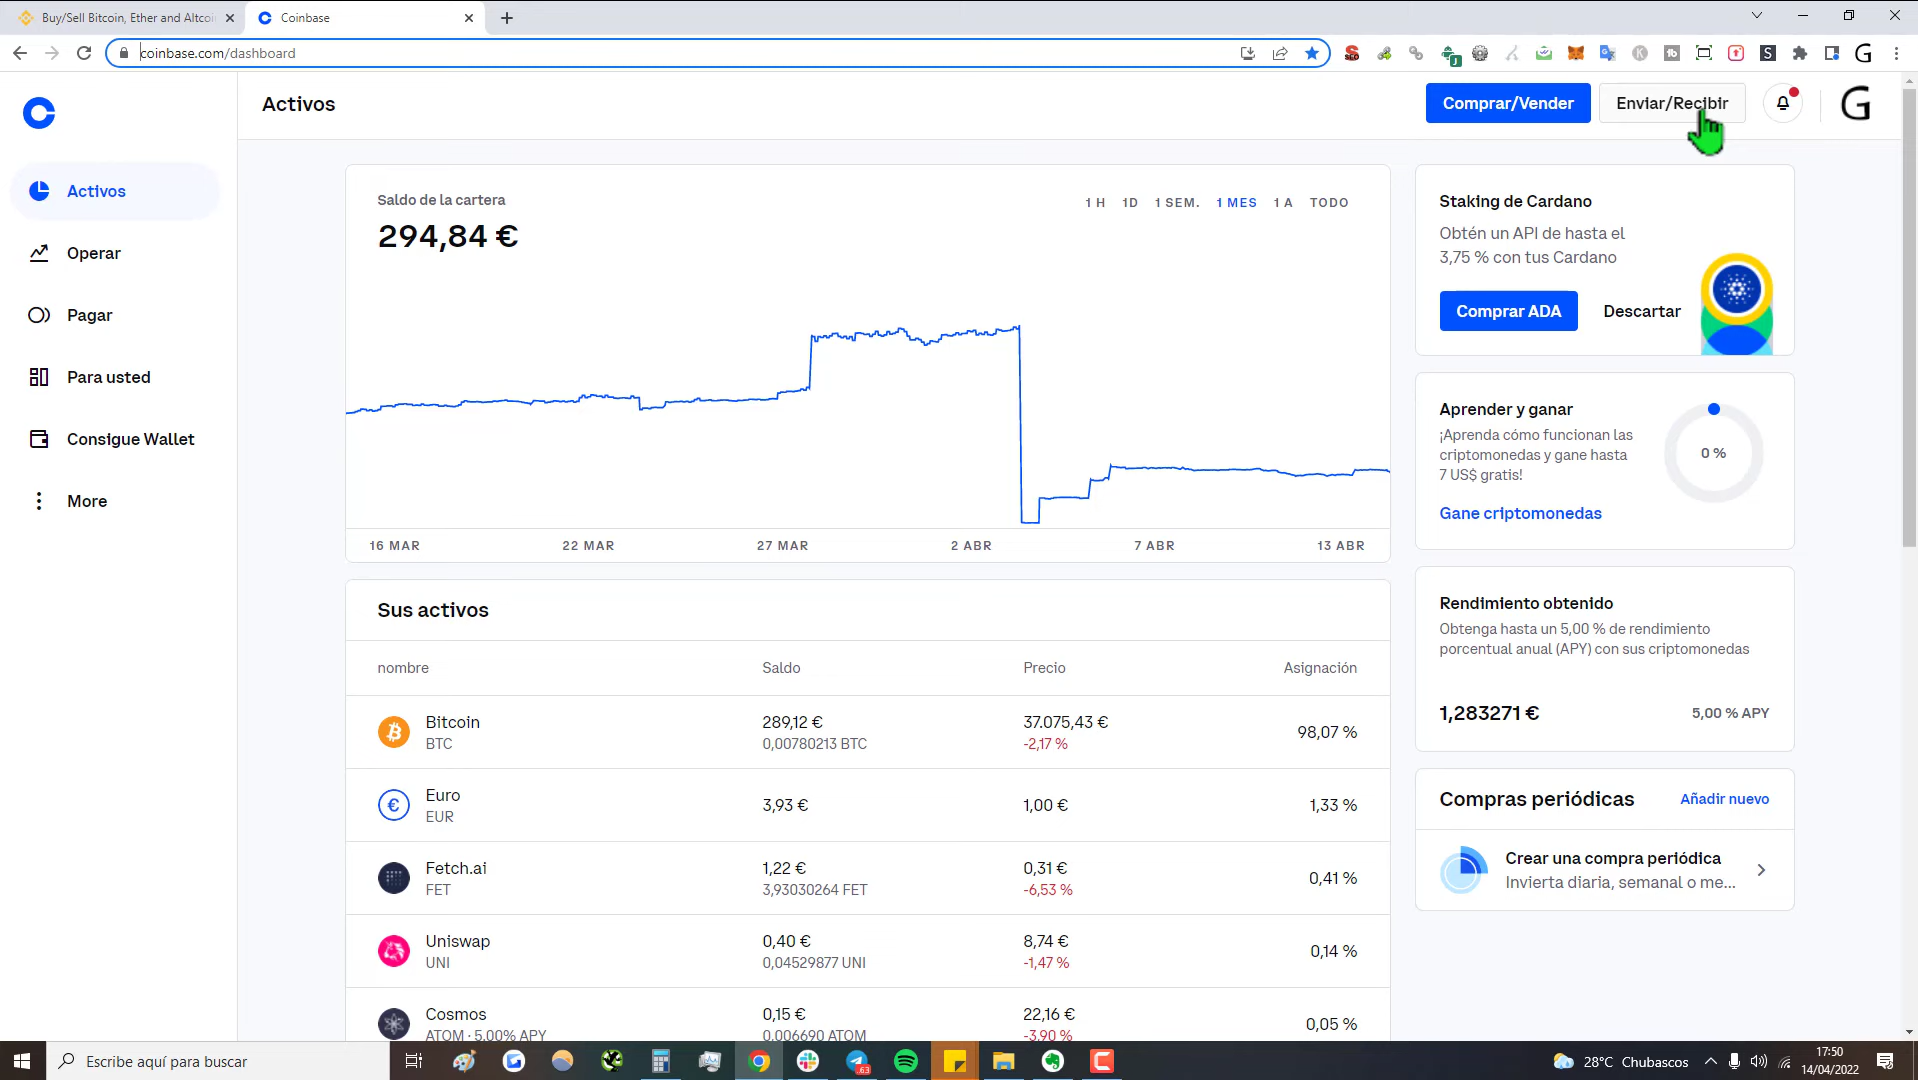 Buy/Sell Bitcoin, Ether and Altcoi
Coinbase
coinbase.com/dashboard
Activos
Comprar/Vender
Enviar/Recibir
G
Activos
Operar
Pagar
Para usted
Consigue Wallet
More
Saldo de la cartera
294,84 €
1 H 1D 1 SEM. 1 MES 1 A TODO
16 MAR 22 MAR 27 MAR 2 ABR 7 ABR 13 ABR
Sus activos
nombre Saldo Precio Asignación
Bitcoin 289,12 € 37.075,43 € 98,07 %
BTC 0,00780213 BTC -2,17 %
Euro 3,93 € 1,00 € 1,33 %
EUR
Fetch.ai 1,22 € 0,31 € 0,41 %
FET 3,93030264 FET -6,53 %
Uniswap 0,40 € 8,74 € 0,14 %
UNI 0,04529877 UNI -1,47 %
Cosmos 0,15 € 22,16 € 0,05 %
ATOM · 5.00% APY 0,006690 ATOM -3,90 %
Staking de Cardano
Obtén un API de hasta el
3,75 % con tus Cardano
Comprar ADA
Descartar
Aprender y ganar
¡Aprenda cómo funcionan las
criptomonedas y gane hasta
7 US$ gratis!
0 %
Gane criptomonedas
Rendimiento obtenido
Obtenga hasta un 5,00 % de rendimiento
porcentual anual (APY) con sus criptomonedas
1,283271 € 5,00 % APY
Compras periódicas Añadir nuevo
Crear una compra periódica
Invierta diaria, semanal o me...
Escribe aquí para buscar
63
28°C Chubascos
17:50
14/04/2022